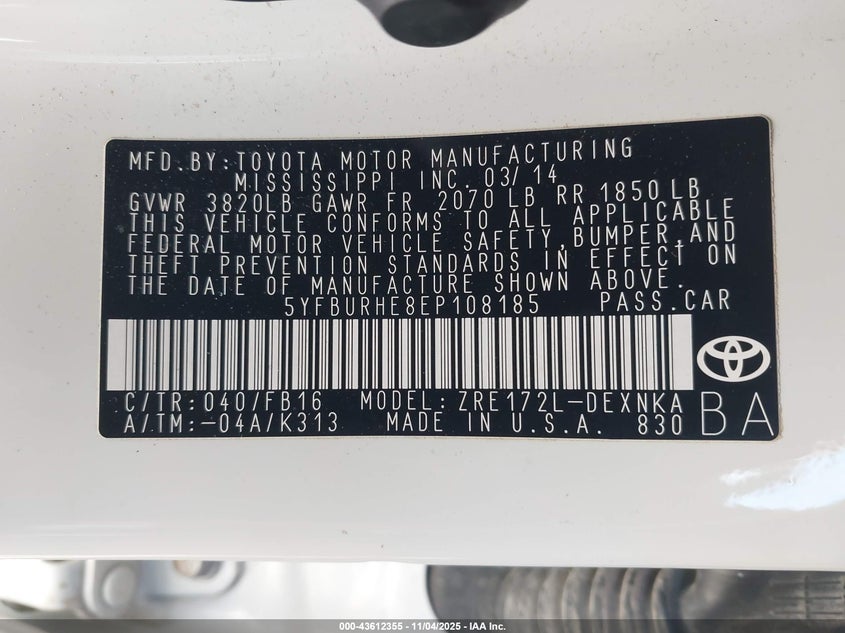 MFD.BY:TOYOTA MOTOR MANUFACTURING
MISSISSIPPI INC. 03/14
GVWR 3820LB GAWR FR 2070 LB RR 1850 LB
THIS VEHICLE CONFORMS TO ALL APPLICABLE
FEDERAL MOTOR VEHICLE SAFETY,BUMPER,AND
THEFT PREVENTION STANDARDS IN EFFECT ON
THE DATE OF MANUFACTURE SHOWN ABOVE.
5YFBURHE8EP108185 PASS.CAR
C/TR:040/FB16 MODEL: ZRE172L-DEXNKA
A/TM:-04A/K313 MADE IN U.S.A. 830
BA
000-43612355 - 11/04/2025 - IAA Inc.